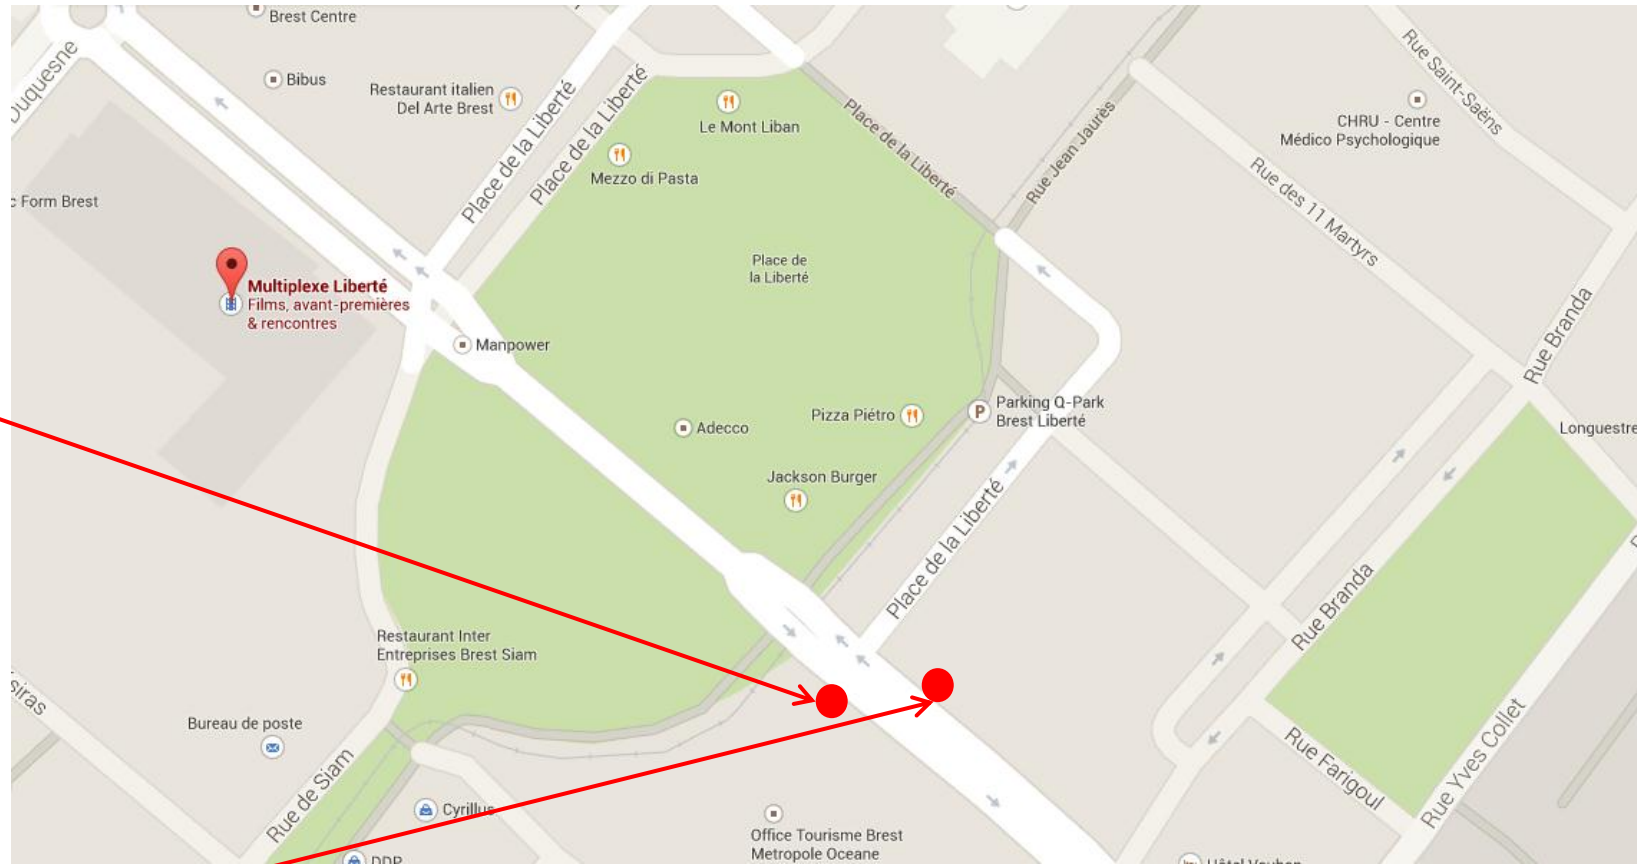 Brest Centre
Bibus
Restaurant italien
Del Arte Brest
Place de la Liberté
Place de la Liberté
Le Mont Liban
Mezzo di Pasta
Place de la Liberté
Rue Jean Jaurès
Rue Saint-Saëns
CHRU - Centre
Médico Psychologique
Rue des 11 Martyrs
Form Brest
Multiplexe Liberté
Films, avant-premières
& rencontres
Place de
la Liberté
Manpower
Rue Branda
Adecco
Pizza Piétro
P
Parking Q-Park
Brest Liberté
Jackson Burger
Place de la Liberté
Rue Branda
Restaurant Inter
Entreprises Brest Siam
Bureau de poste
Rue de Siam
Cyrillus
Office Tourisme Brest
Metropole Oceane
Rue Farigoul
Rue Yves Collet